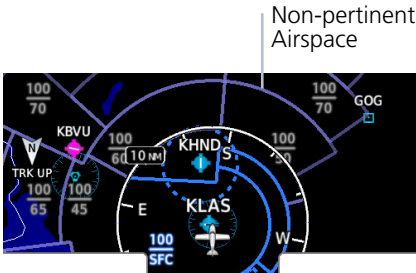 Non-pertinent
Airspace
100
70
100
70
GOG
KBVU
100
60
10 NM
KHND
S
100
90
N
TRK UP
100
65
100
45
E
KLAS
W
100
SFC